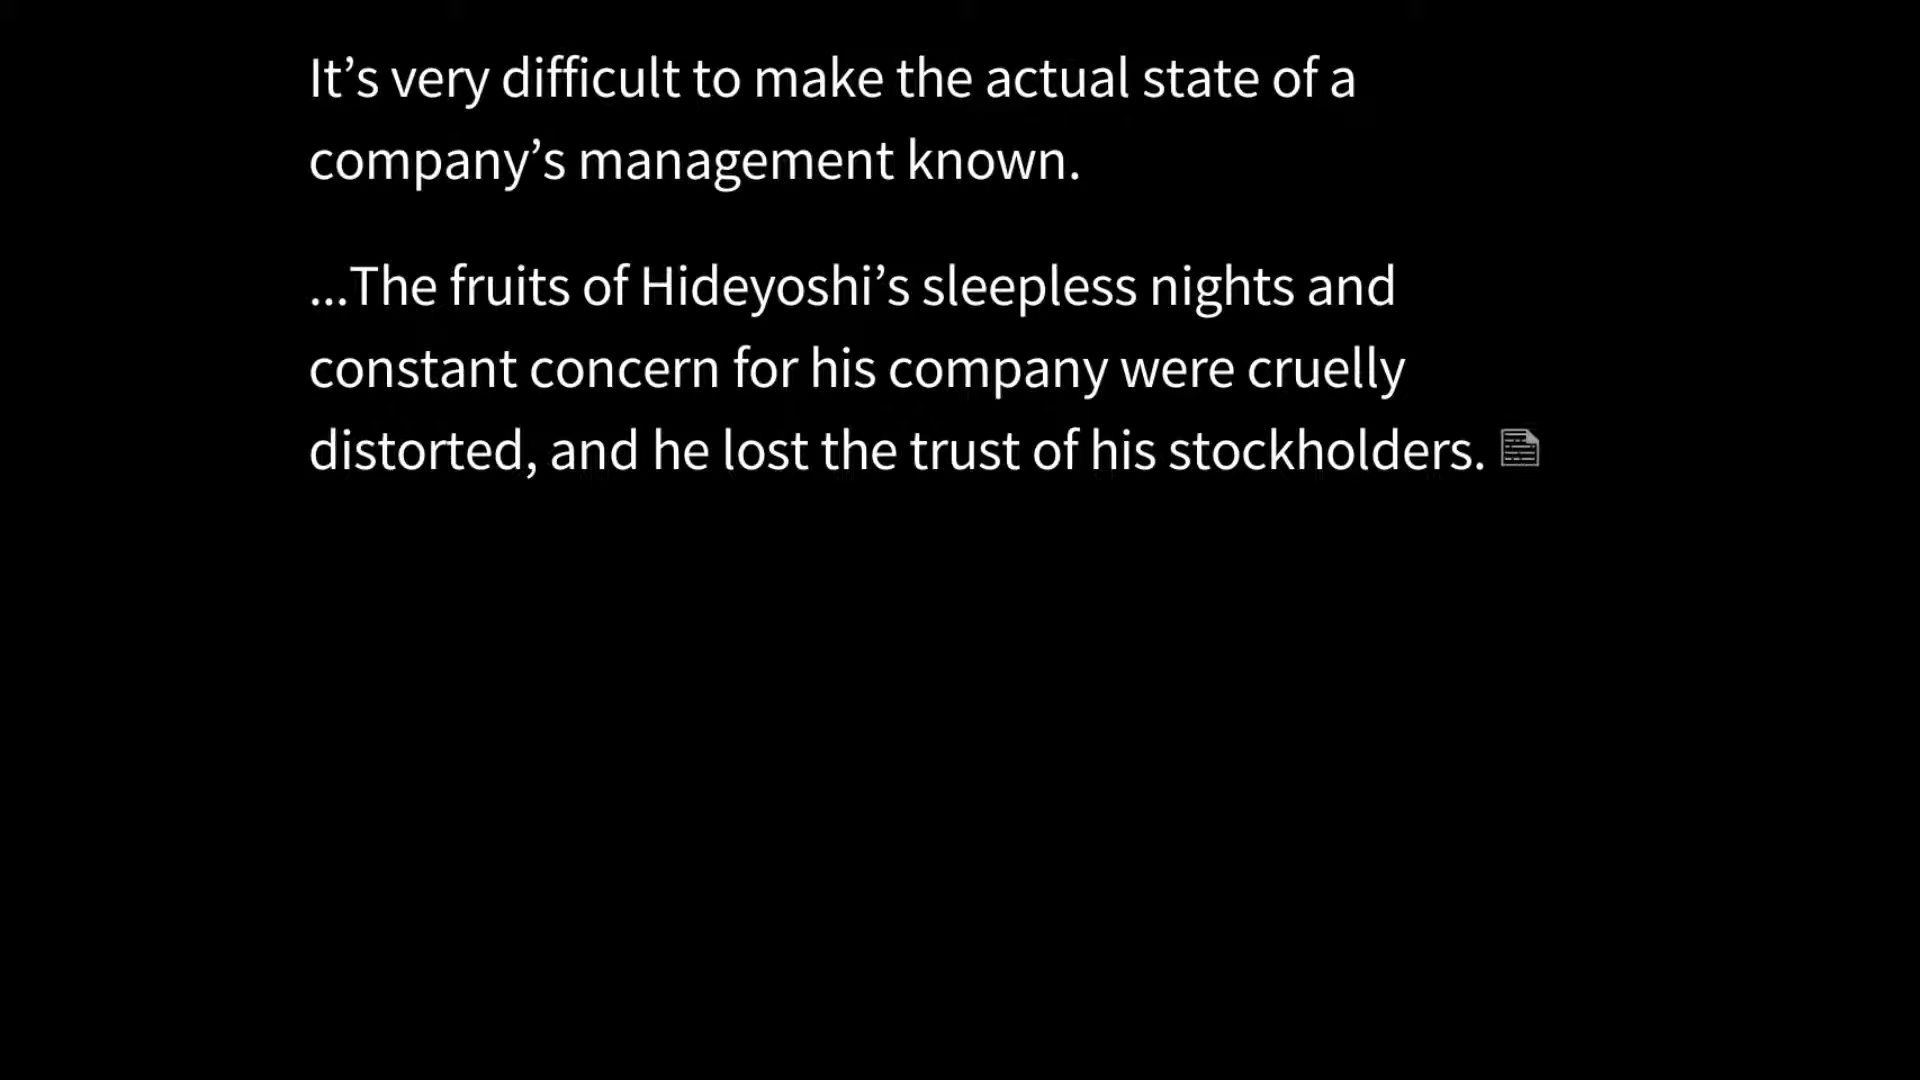 It’s very difficult to make the actual state of a
company’s management known.
...The fruits of Hideyoshi’s sleepless nights and
constant concern for his company were cruelly
distorted, and he lost the trust of his stockholders.